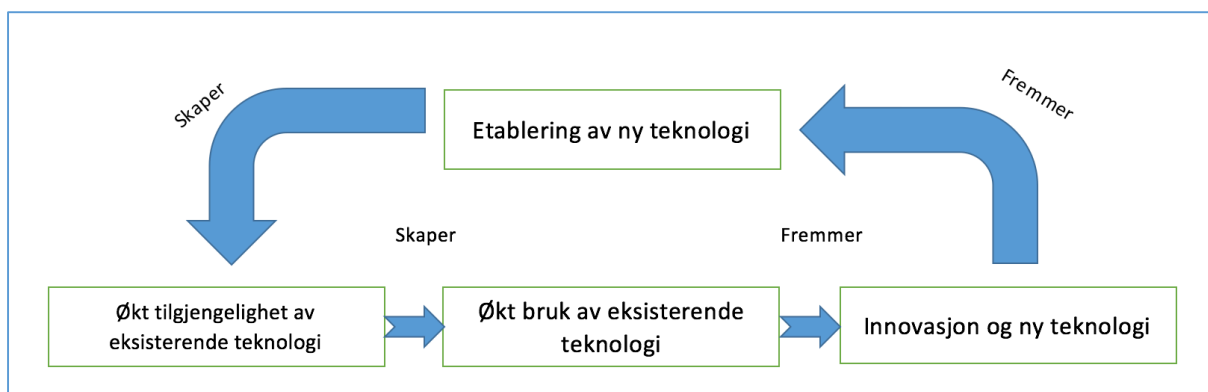 Skaper
Fremmer
Etablering av ny teknologi
Skaper
Fremmer
Økt tilgjengelighet av
eksisterende teknologi
Økt bruk av eksisterende
teknologi
Innovasjon og ny teknologi